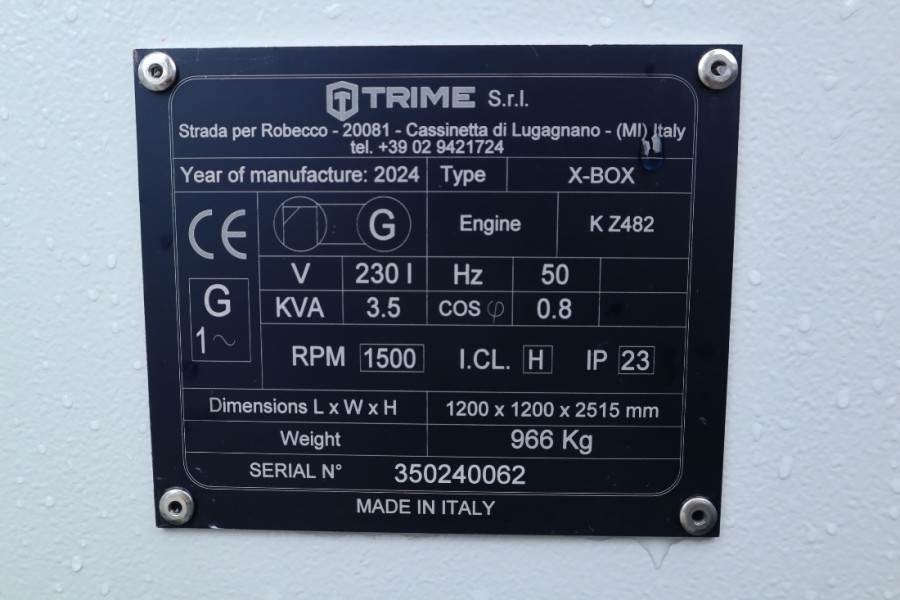 TRIME S.r.l.
Strada per Robecco - 20081 - Cassinetta di Lugagnano - (MI) Italy
tel. +39 02 9421724
Year of manufacture: 2024 Type X-BOX
CE G Engine K Z482
V 230 I Hz 50
G KVA 3.5 COS φ 0.8
1~ RPM 1500 I.CL. H IP 23
Dimensions L x W x H 1200 x 1200 x 2515 mm
Weight 966 Kg
SERIAL N° 350240062
MADE IN ITALY